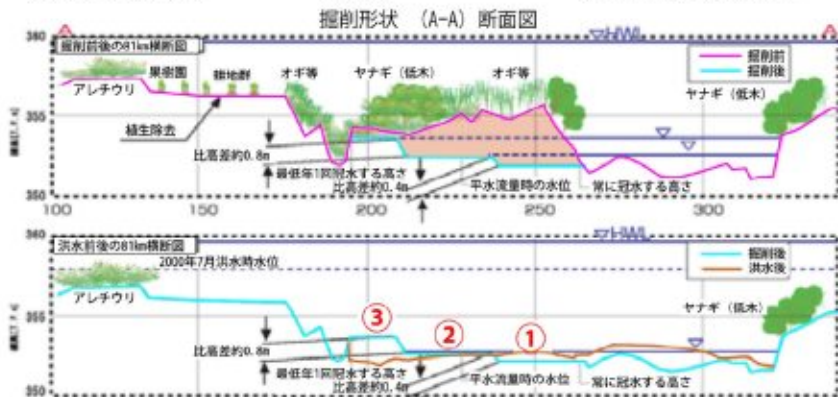 掘削形状 (A-A) 断面図
360
掘削前後の81km横断図
HWL
掘削前
掘削後
果樹園
裸地群
オギ等
ヤナギ(低木)
オギ等
アレチウリ
ヤナギ(低木)
355
植生除去
比高差約0.8m
最低年1回冠水する高さ
比高差約0.4m
平水流量時の水位
常に冠水する高さ
350
100 150 200 250 300
360
洪水前後の81km横断図
HWL
2000年7月洪水時水位
掘削後
洪水後
アレチウリ
ヤナギ(低木)
355
③
②
①
比高差約0.8m
最低年1回冠水する高さ
比高差約0.4m
平水流量時の水位
常に冠水する高さ
350